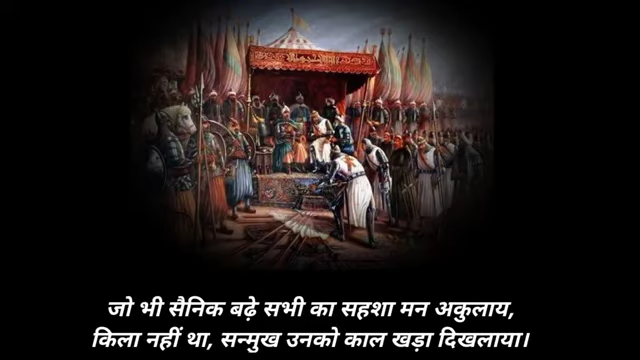 जो भी सैनिक बढ़े सभी का सहशा मन अकुलाय,
किला नहीं था, सन्मुख उनको काल खड़ा दिखलाया।